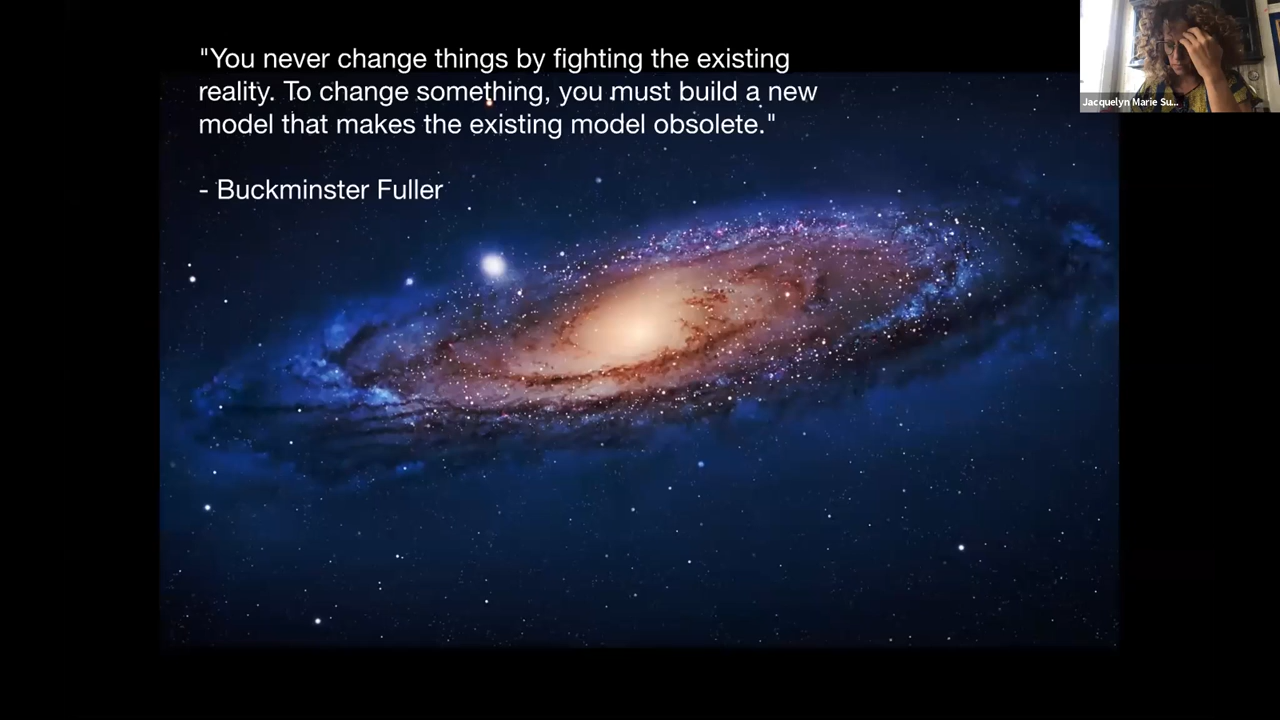 "You never change things by fighting the existing
reality. To change something, you must build a new
model that makes the existing model obsolete."
- Buckminster Fuller
Jacquelyn Marie Su...